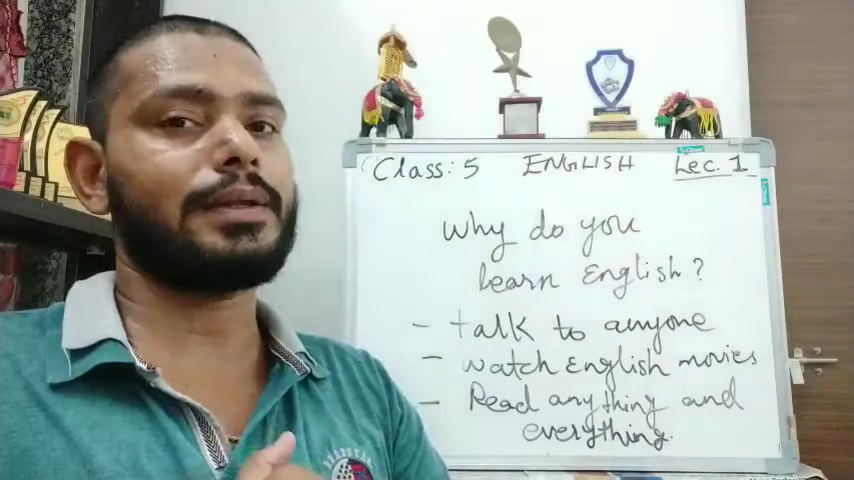 Class: 5 ENGLISH Lec. 1
Why do you
learn English?
- talk to anyone
- watch English movies
- Read anything and
everything.